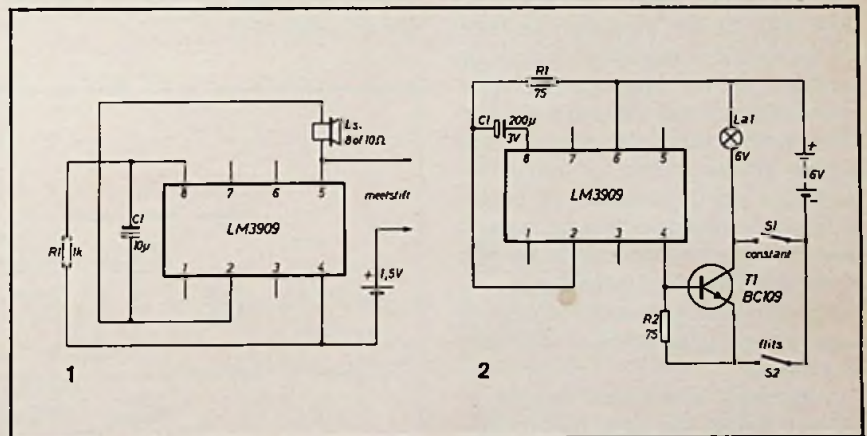 Ls.
8 of 10Ω
8
7
6
5
LM3909
R1
1k
C1
10μ
meetstift
1
2
3
4
+
1,5V
1
R1
75
C1
200μ
3V
8
7
6
5
LM3909
1
2
3
4
La1
6V
+
6V
-
S1
constant
T1
BC109
R2
75
flits
S2
2